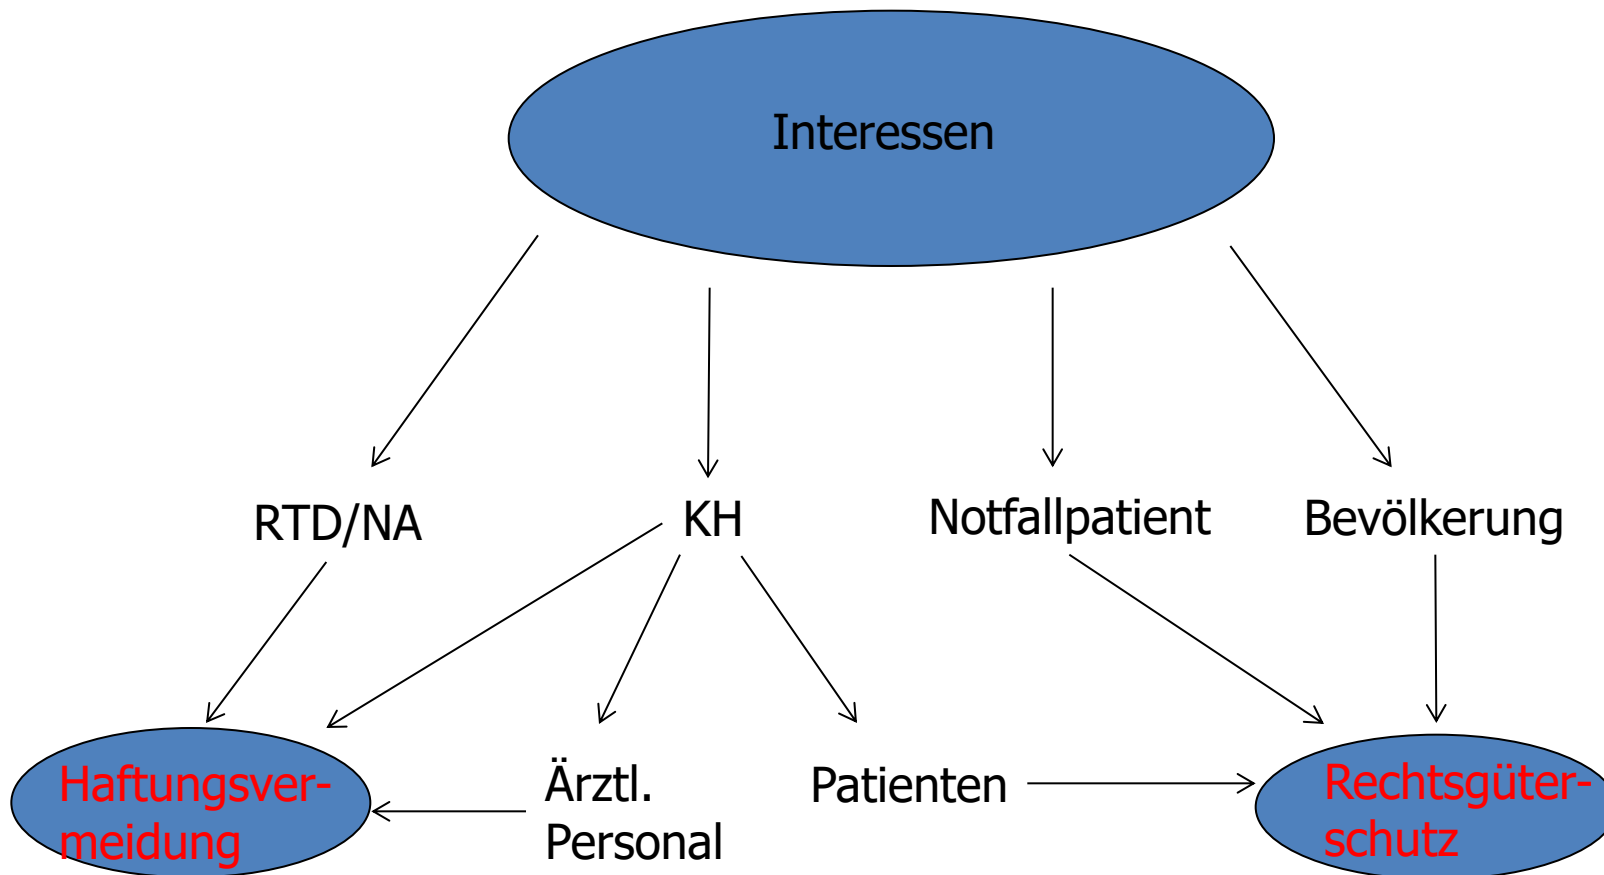 Interessen
RTD/NA
KH
Notfallpatient
Bevölkerung
Haftungsver-
meidung
Ärztl.
Personal
Patienten
Rechtsgüter-
schutz